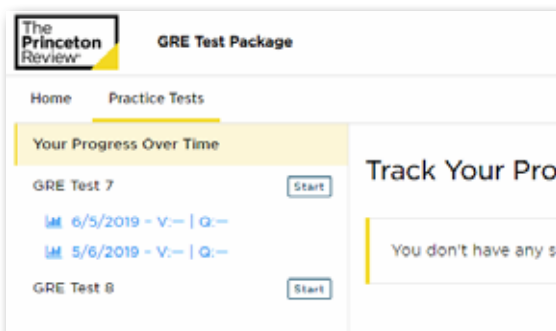 The
Princeton
Review
GRE Test Package
Home Practice Tests
Your Progress Over Time
GRE Test 7 Start
6/5/2019 - V:— | Q:—
5/6/2019 - V:— | Q:—
GRE Test 8 Start
Track Your Pro
You don't have any s